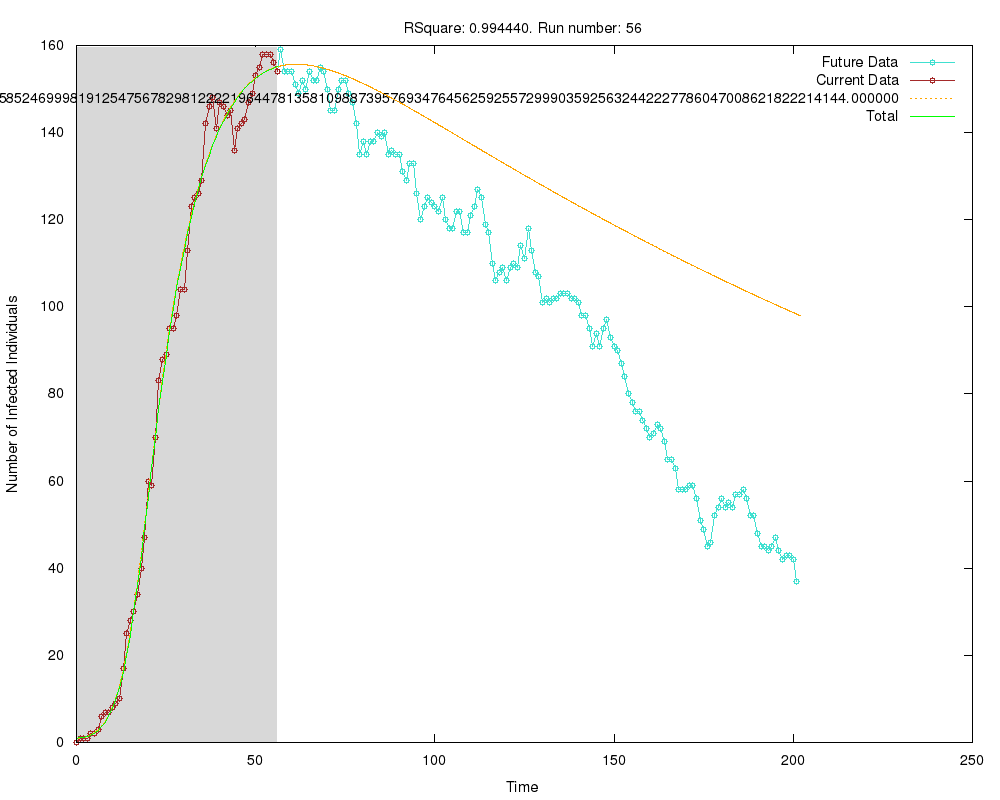 RSquare: 0.994440. Run number: 56
160
140
120
100
80
60
40
20
0
0
50
100
150
200
250
Number of Infected Individuals
Time
Future Data
Current Data
Total